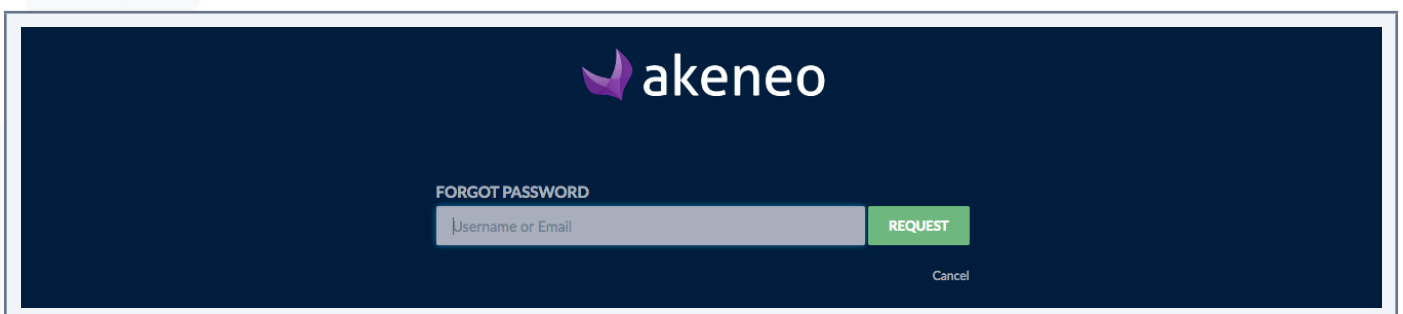 akeneo
FORGOT PASSWORD
Username or Email
REQUEST
Cancel